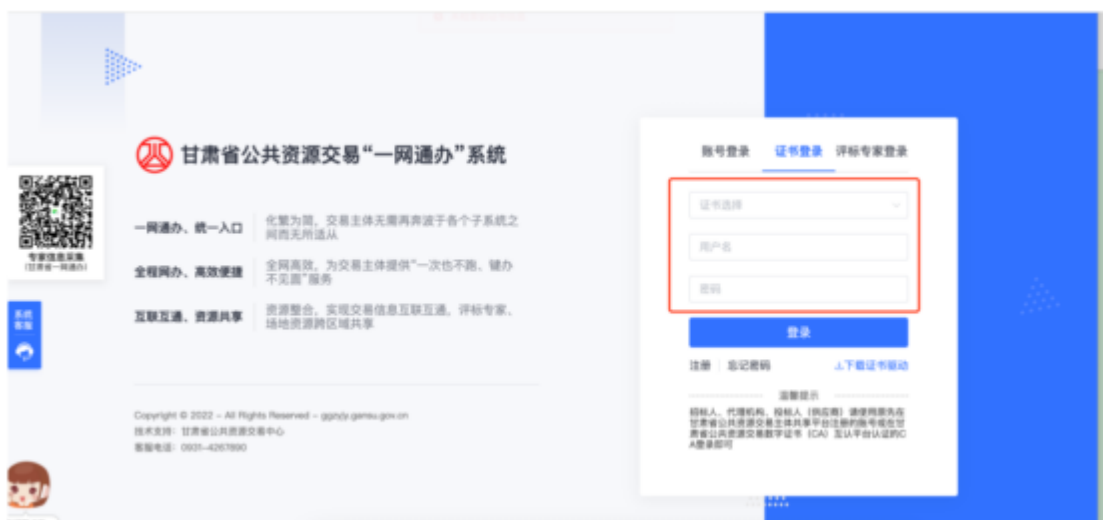 甘肃省公共资源交易“一网通办”系统
一网通办、统一入口
化繁为简，交易主体无需再奔波于各个子系统之
间而无所适从
全程网办、高效便捷
全网高效，为交易主体提供“一次也不跑、键办
不见面”服务
互联互通、资源共享
资源整合，实现交易信息互联互通，评标专家、
场地资源跨区域共享
Copyright © 2022 - All Rights Reserved - ggzyjy.gansu.gov.cn
技术支持：甘肃省公共资源交易中心
客服电话：0931-4267890
专家信息采集
(甘肃省一网通办)
系统
客服
账号登录 证书登录 评标专家登录
证书选择
用户名
密码
登录
注册 忘记密码 下载证书驱动
温馨提示
招标人、代理机构、投标人（供应商）请使用原先在
甘肃省公共资源交易主体共享平台注册的账号或在甘
肃省公共资源交易数字证书（CA）互认平台认证的C
A登录即可